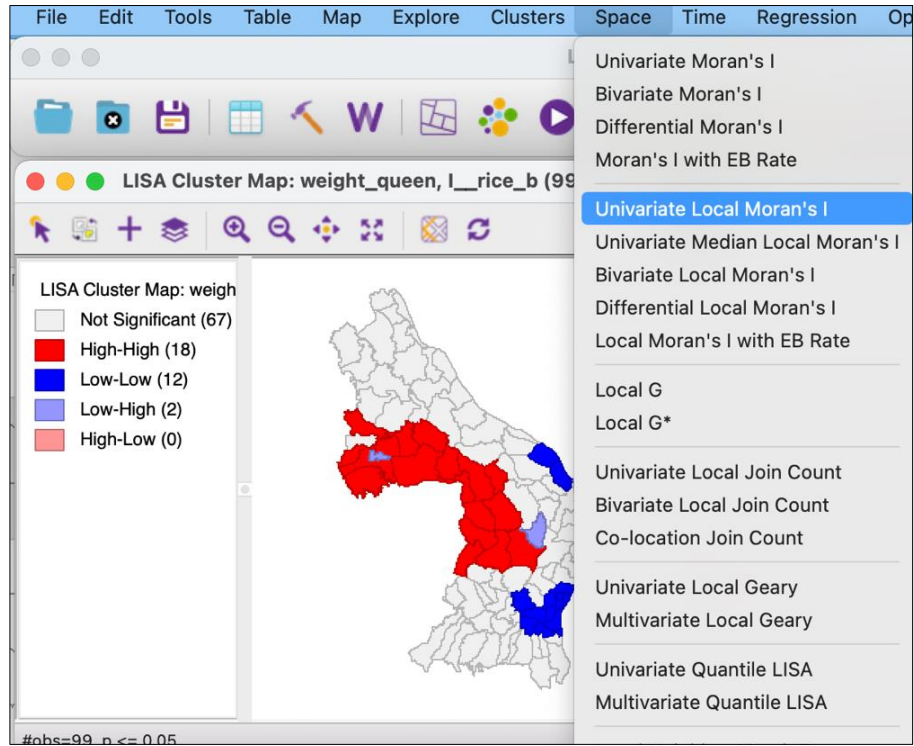 File Edit Tools Table Map Explore Clusters Space Time Regression Op
W
LISA Cluster Map: weight_queen, I__rice_b (99
LISA Cluster Map: weigh
Not Significant (67)
High-High (18)
Low-Low (12)
Low-High (2)
High-Low (0)
#obs=99 p <= 0.05
Univariate Moran's I
Bivariate Moran's I
Differential Moran's I
Moran's I with EB Rate
Univariate Local Moran's I
Univariate Median Local Moran's I
Bivariate Local Moran's I
Differential Local Moran's I
Local Moran's I with EB Rate
Local G
Local G*
Univariate Local Join Count
Bivariate Local Join Count
Co-location Join Count
Univariate Local Geary
Multivariate Local Geary
Univariate Quantile LISA
Multivariate Quantile LISA